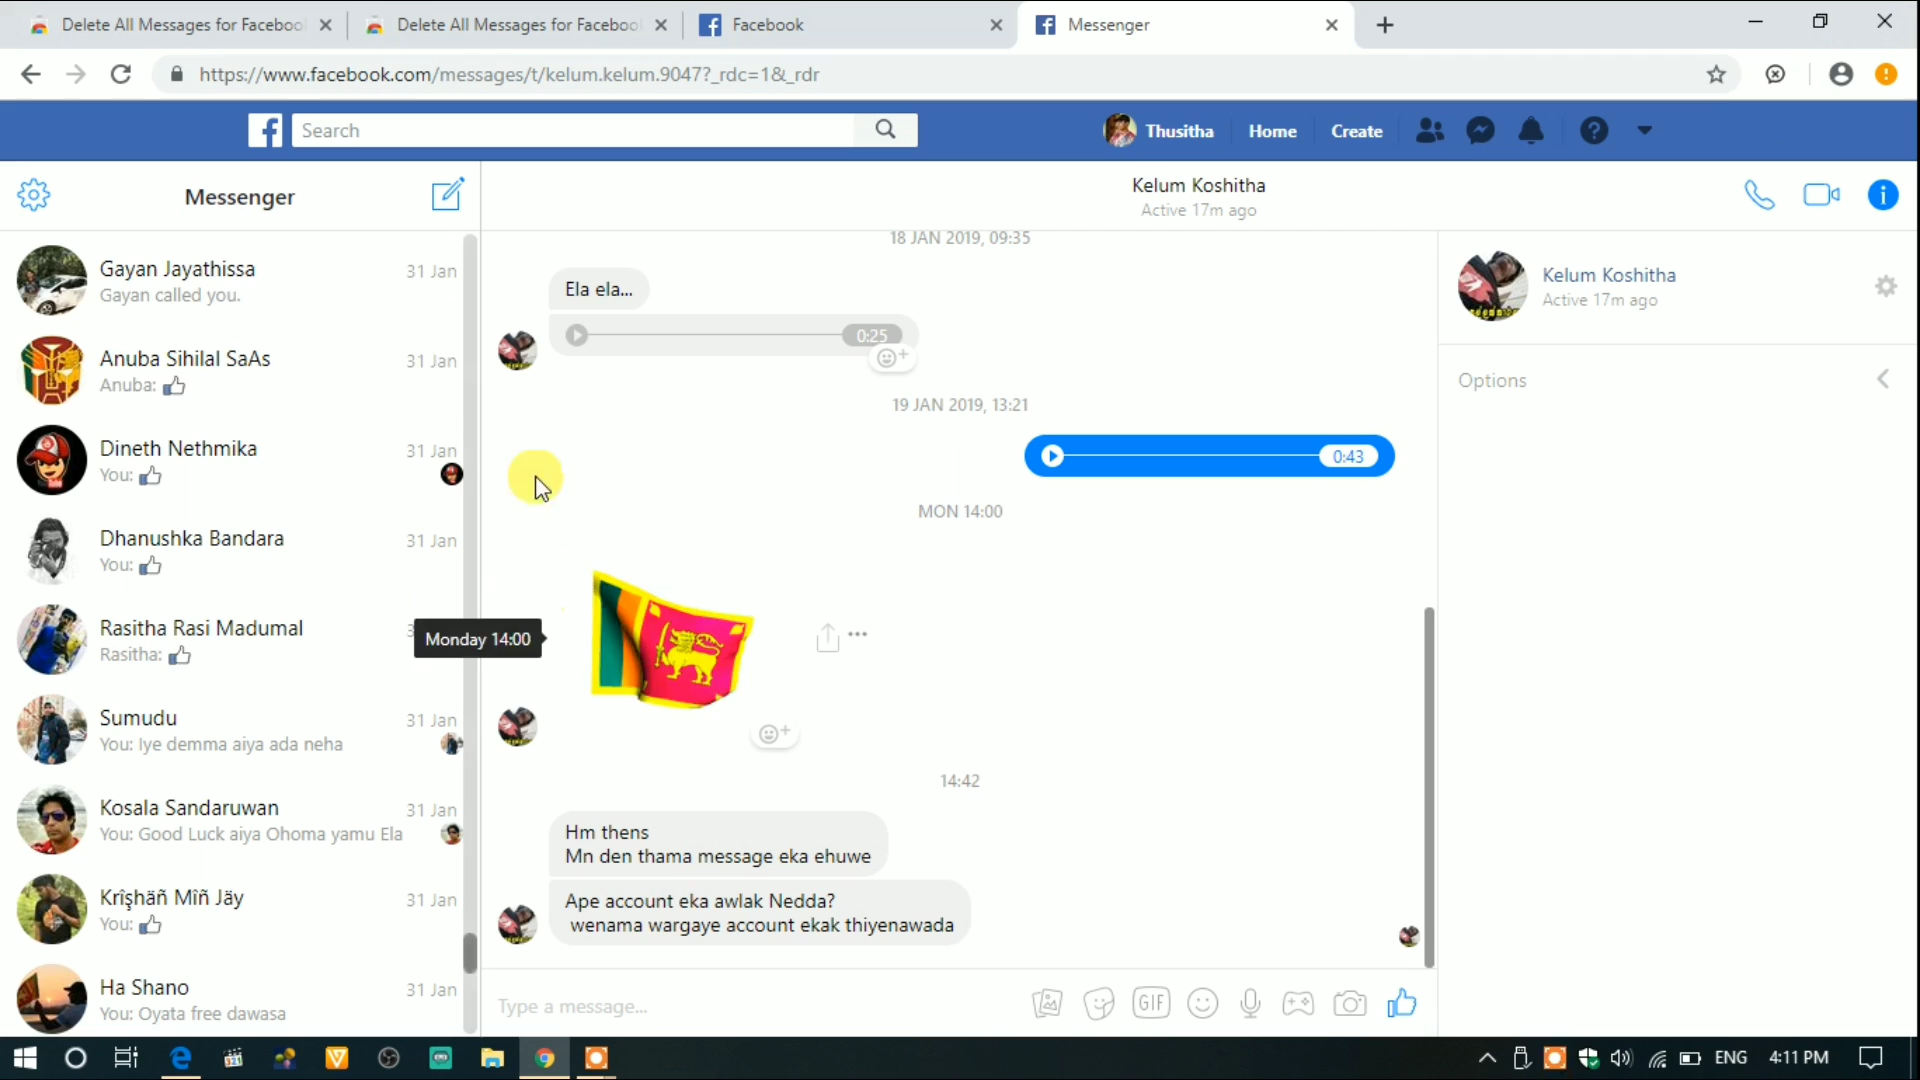 Delete All Messages for Faceboo
Delete All Messages for Faceboo
Facebook
Messenger
https://www.facebook.com/messages/t/kelum.kelum.9047?_rdc=1&_rdr
Search
Thusitha
Home
Create
Messenger
Kelum Koshitha
Active 17m ago
Gayan Jayathissa
31 Jan
Gayan called you.
Anuba Sihilal SaAs
31 Jan
Anuba:
Dineth Nethmika
31 Jan
You:
Dhanushka Bandara
31 Jan
You:
Rasitha Rasi Madumal
Rasitha:
Sumudu
31 Jan
You: Iye demma aiya ada neha
Kosala Sandaruwan
31 Jan
You: Good Luck aiya Ohoma yamu Ela
Krîşhäñ Mîñ Jäy
31 Jan
You:
Ha Shano
31 Jan
You: Oyata free dawasa
18 JAN 2019, 09:35
Ela ela...
0:25
19 JAN 2019, 13:21
0:43
MON 14:00
Monday 14:00
14:42
Hm thens
Mn den thama message eka ehuwe
Ape account eka awlak Nedda?
wenama wargaye account ekak thiyenawada
Type a message...
GIF
Kelum Koshitha
Active 17m ago
Options
ENG
4:11 PM